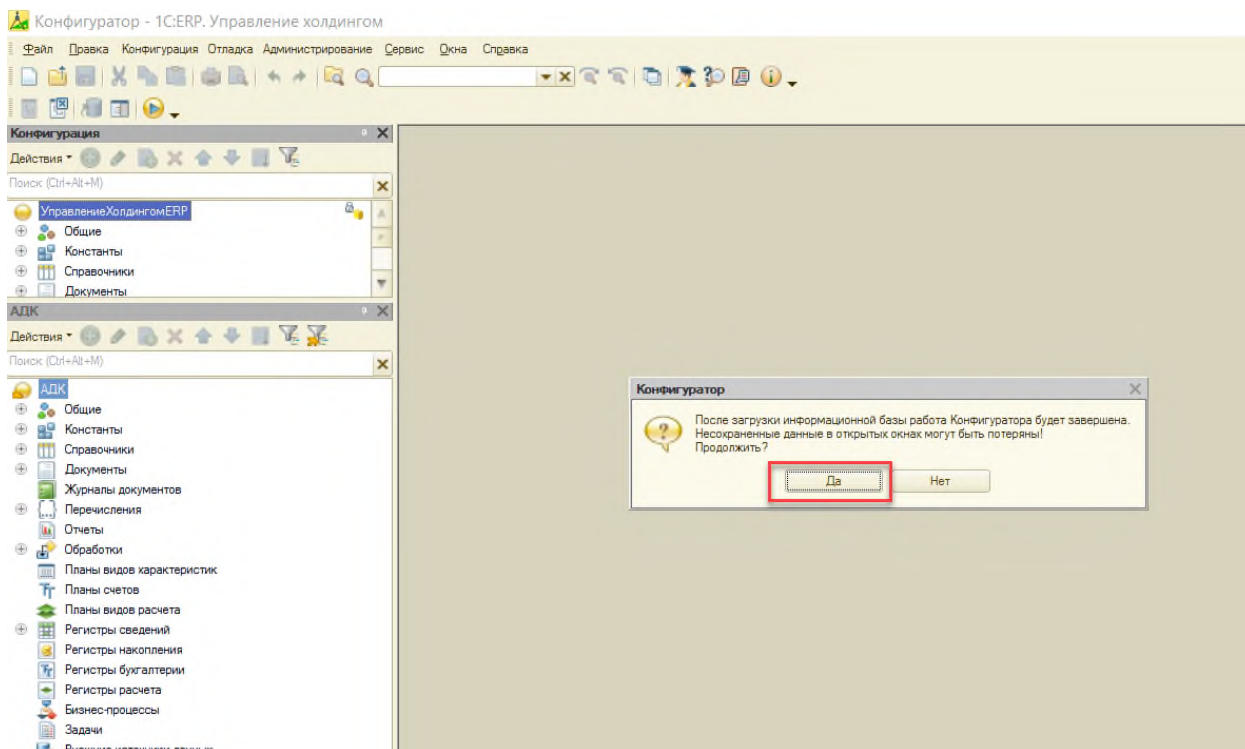 Конфигуратор - 1С:ERP. Управление холдингом
Файл Правка Конфигурация Отладка Администрирование Сервис Окна Справка
Конфигурация
Действия
Поиск (Ctrl+Alt+M)
УправлениеХолдингомERP
Общие
Константы
Справочники
Документы
АДК
Действия
Поиск (Ctrl+Alt+M)
АДК
Общие
Константы
Справочники
Документы
Журналы документов
Перечисления
Отчеты
Обработки
Планы видов характеристик
Планы счетов
Планы видов расчета
Регистры сведений
Регистры накопления
Регистры бухгалтерии
Регистры расчета
Бизнес-процессы
Задачи
Внешние источники данных
Конфигуратор
После загрузки информационной базы работа Конфигуратора будет завершена.
Несохраненные данные в открытых окнах могут быть потеряны!
Продолжить?
Да Нет